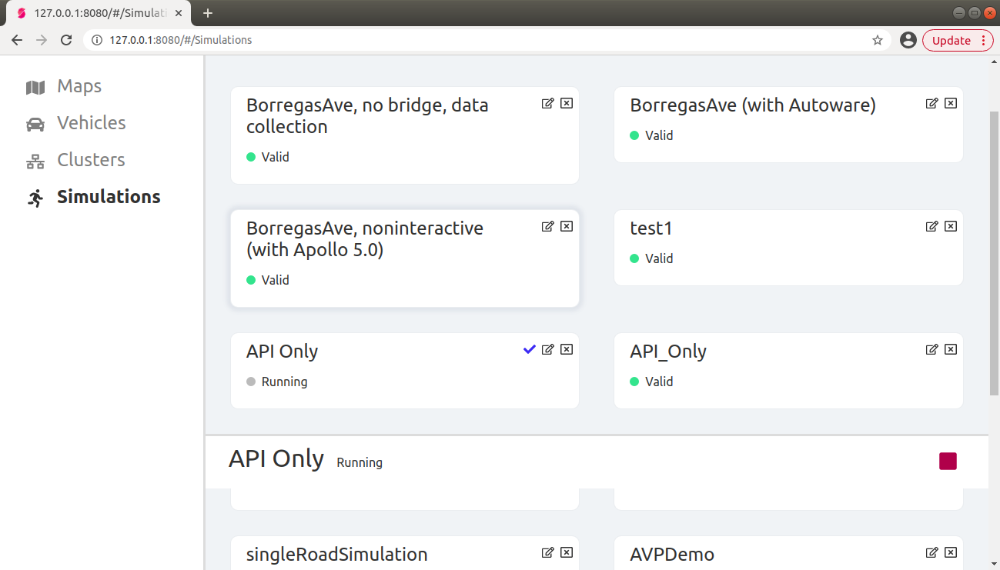 127.0.0.1:8080/#/Simulati
127.0.0.1:8080/#/Simulations
Update
Maps
Vehicles
Clusters
Simulations
BorregasAve, no bridge, data
collection
Valid
BorregasAve (with Autoware)
Valid
BorregasAve, noninteractive
(with Apollo 5.0)
Valid
test1
Valid
API Only
Running
API_Only
Valid
API Only Running
singleRoadSimulation
AVPDemo